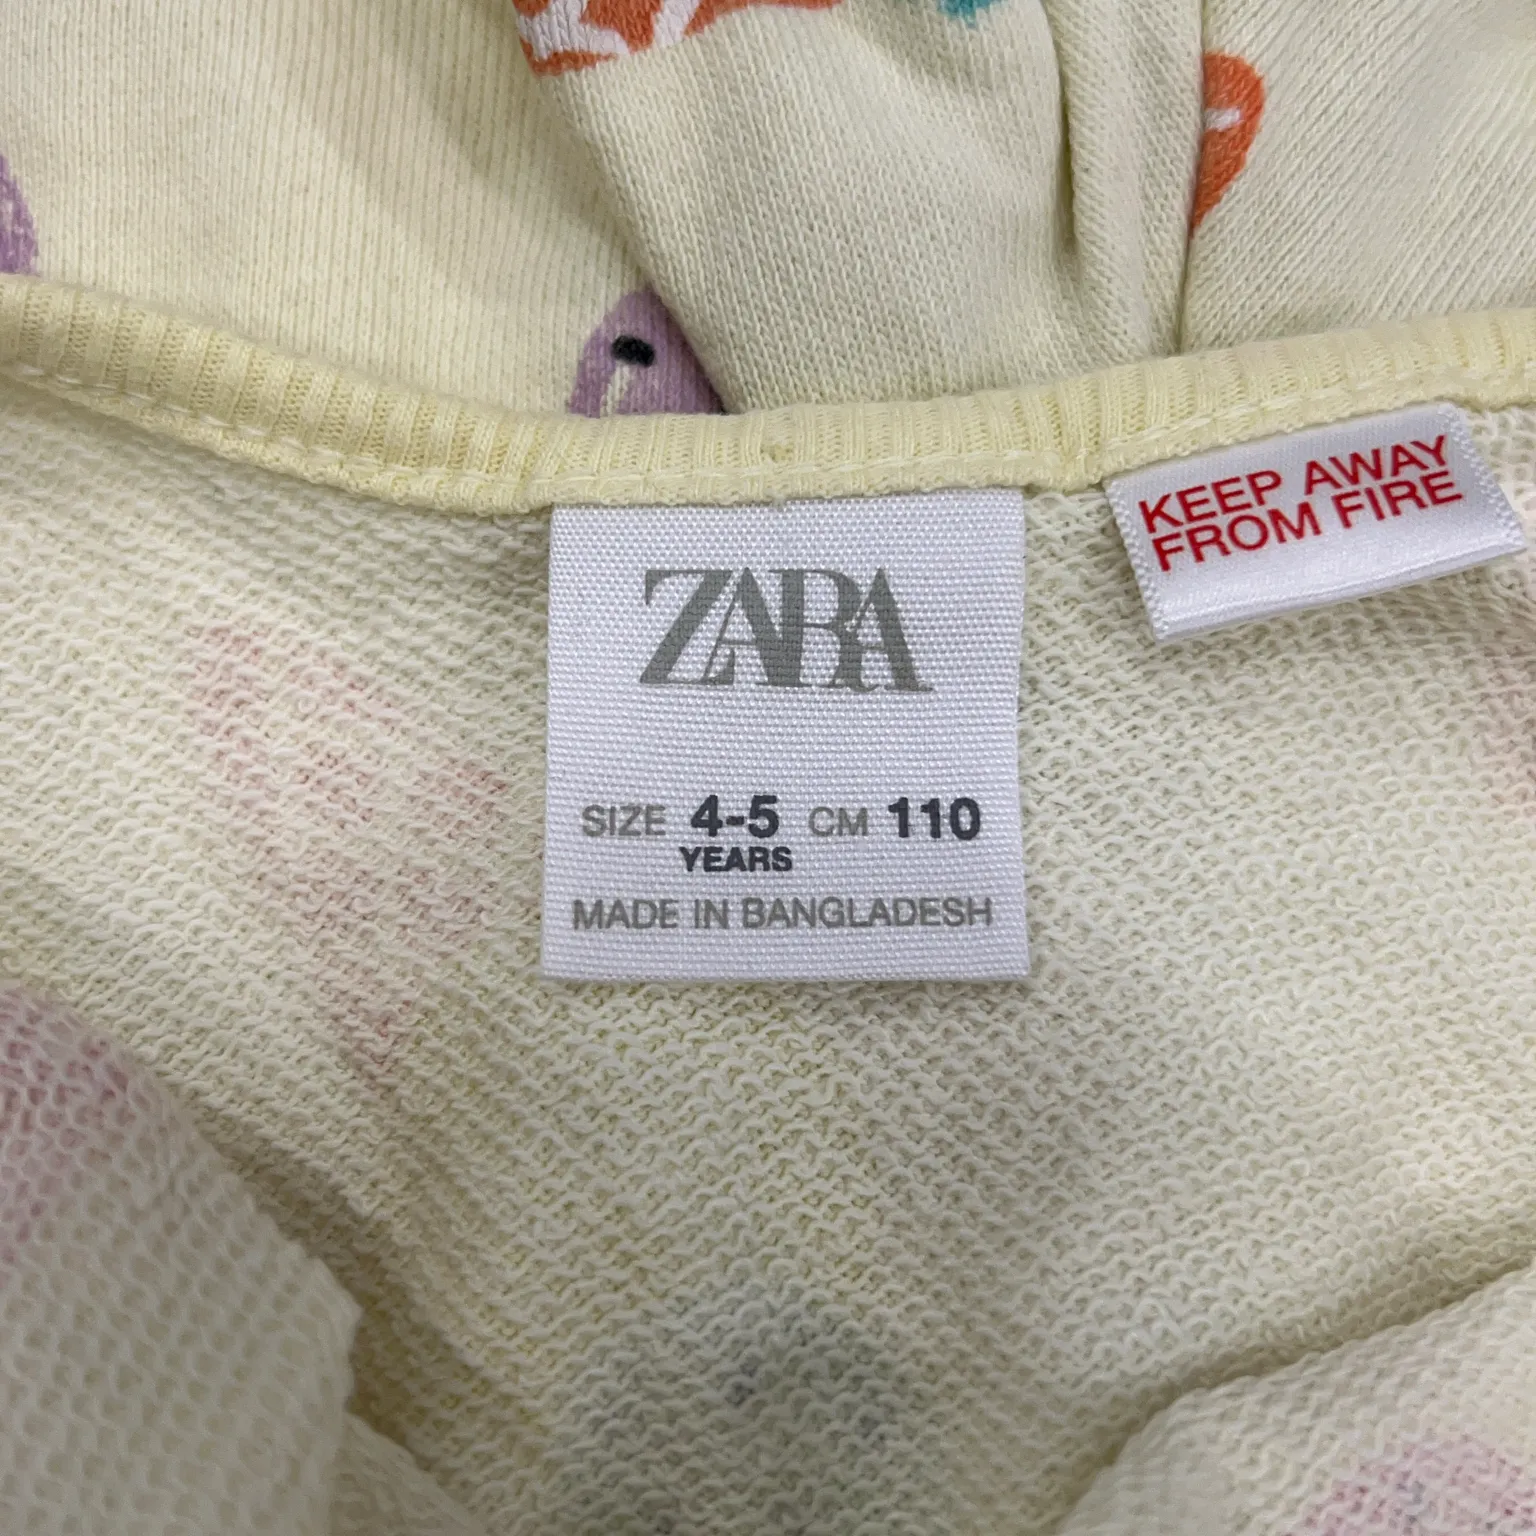 ZARA
SIZE 4-5 CM 110
YEARS
MADE IN BANGLADESH
KEEP AWAY
FROM FIRE